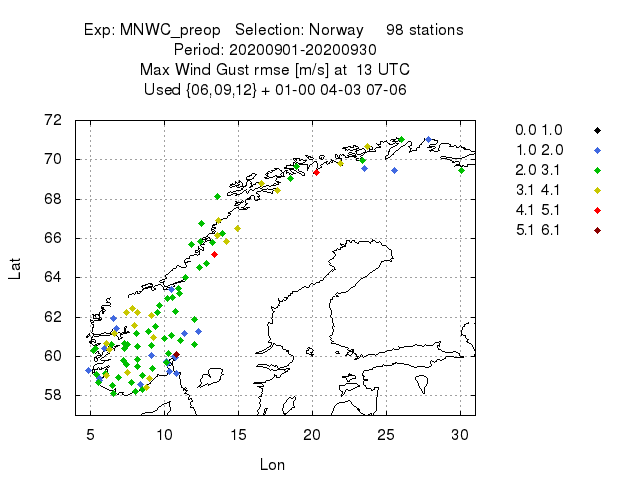 Exp: MNWC_preop   Selection: Norway     98 stations
Period: 20200901-20200930
Max Wind Gust rmse [m/s] at  13 UTC
Used {06,09,12} + 01-00 04-03 07-06
72
70
68
66
64
62
60
58
Lat
5 10 15 20 25 30
Lon
0.0 1.0
1.0 2.0
2.0 3.1
3.1 4.1
4.1 5.1
5.1 6.1